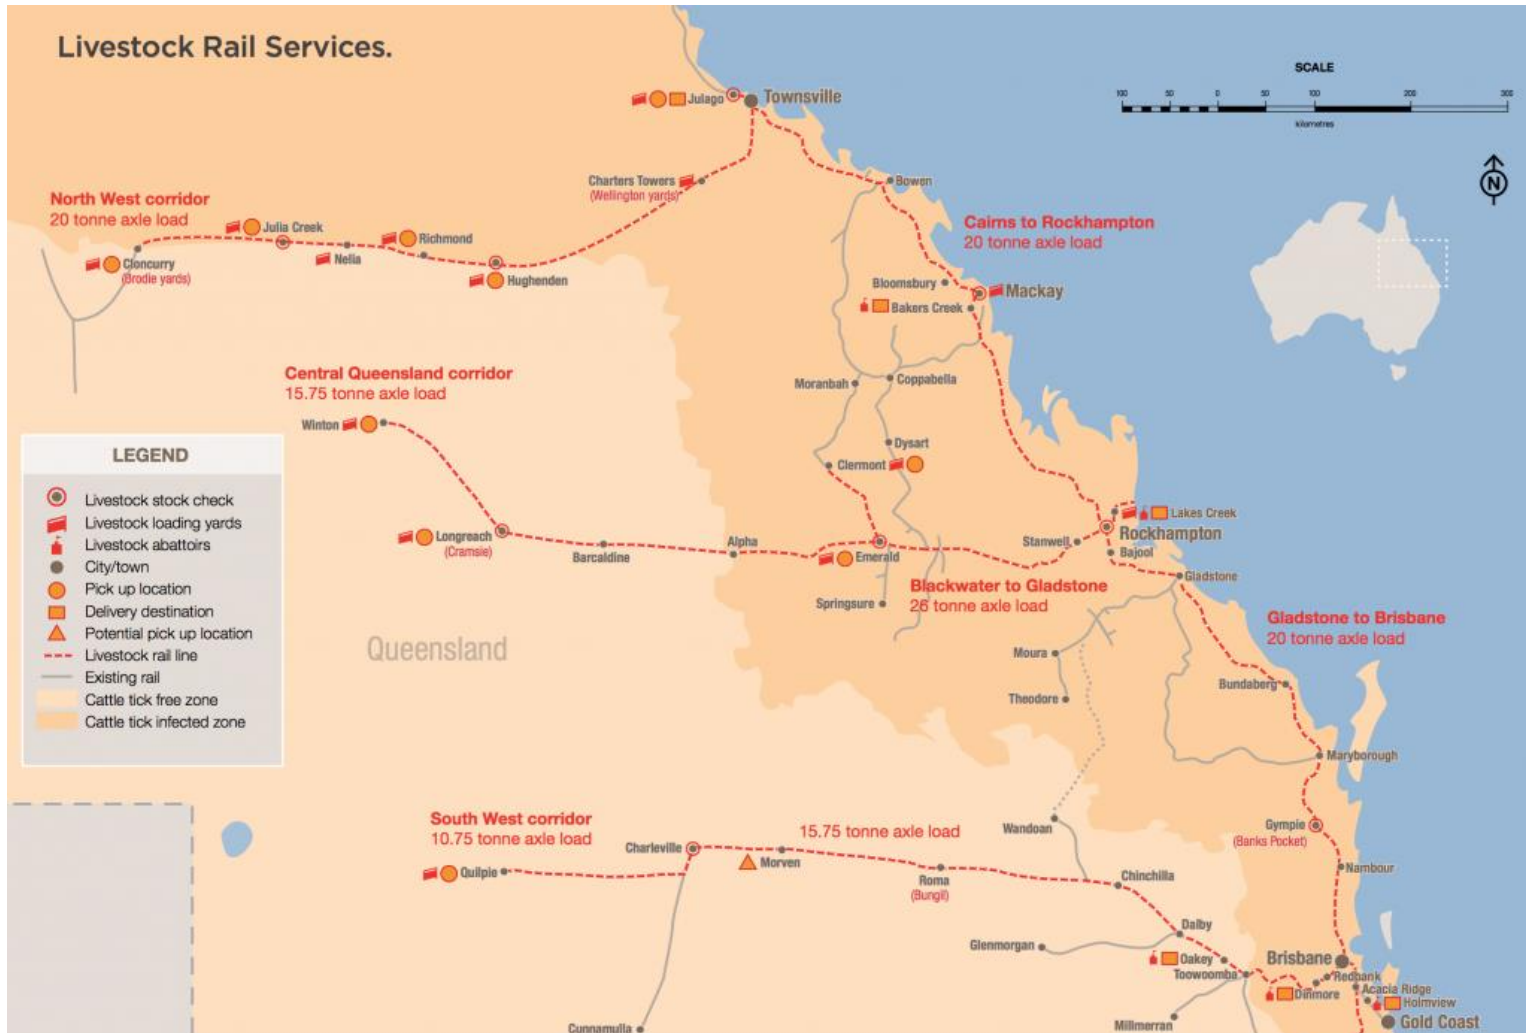 Livestock Rail Services.
SCALE
100 50 0 50 100 200 300
kilometres
N
Julago
Townsville
Charters Towers
(Wellington yards)
Bowen
North West corridor
20 tonne axle load
Julia Creek
Richmond
Nelia
Cloncurry
(Brodie yards)
Hughenden
Cairns to Rockhampton
20 tonne axle load
Bloomsbury
Mackay
Bakers Creek
Central Queensland corridor
15.75 tonne axle load
Moranbah
Coppabella
Winton
Dysart
Clermont
Longreach
(Cramsie)
Barcaldine
Alpha
Emerald
Stanwell
Lakes Creek
Rockhampton
Bajool
Gladstone
Blackwater to Gladstone
26 tonne axle load
Springsure
Gladstone to Brisbane
20 tonne axle load
Queensland
Moura
Theodore
Bundaberg
Maryborough
LEGEND
Livestock stock check
Livestock loading yards
Livestock abattoirs
City/town
Pick up location
Delivery destination
Potential pick up location
Livestock rail line
Existing rail
Cattle tick free zone
Cattle tick infected zone
South West corridor
10.75 tonne axle load
15.75 tonne axle load
Wandoan
Gympie
(Banks Pocket)
Charleville
Morven
Quilpie
Roma
(Bungil)
Chinchilla
Nambour
Dalby
Glenmorgan
Oakey
Toowoomba
Brisbane
Redbank
Dinmore
Acacia Ridge
Holmview
Gold Coast
Millmerran
Cunnamulla